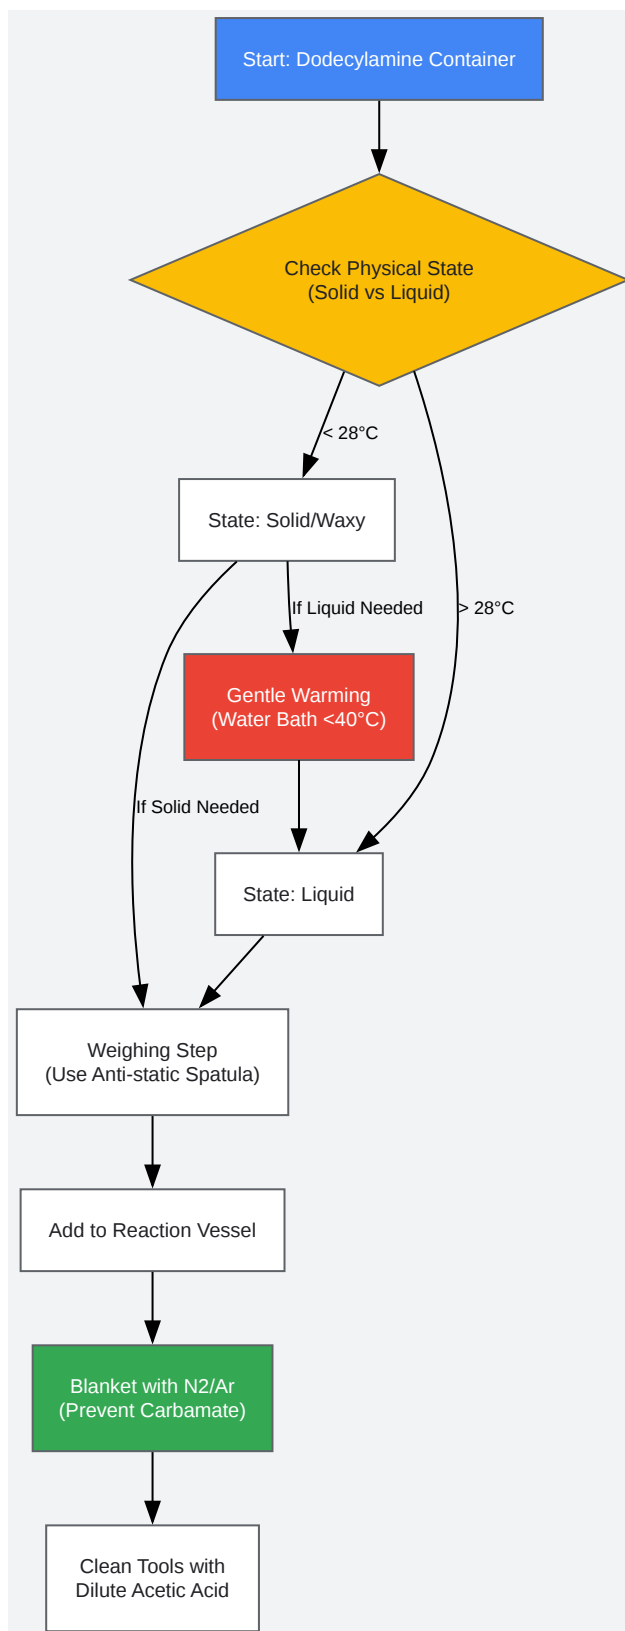 Start: Dodecylamine Container
Check Physical State
(Solid vs Liquid)
< 28°C
State: Solid/Waxy
If Liquid Needed
> 28°C
Gentle Warming
(Water Bath <40°C)
If Solid Needed
State: Liquid
Weighing Step
(Use Anti-static Spatula)
Add to Reaction Vessel
Blanket with N2/Ar
(Prevent Carbamate)
Clean Tools with
Dilute Acetic Acid